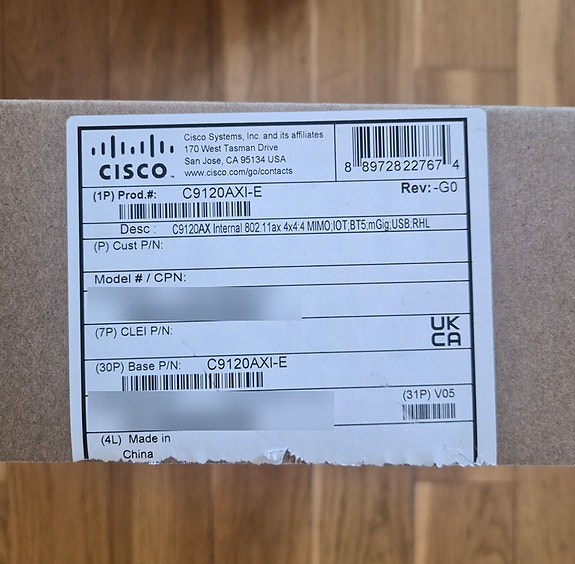 CISCO
Cisco Systems, Inc. and its affiliates
170 West Tasman Drive
San Jose, CA 95134 USA
www.cisco.com/go/contacts
8 89728 22767 4
(1P) Prod.#: C9120AXI-E
Rev:-G0
Desc : C9120AX Internal 802.11ax 4x4:4 MIMO;IOT;BT5;mGig;USB;RHL
(P) Cust P/N:
Model # / CPN:
(7P) CLEI P/N:
UK
CA
(30P) Base P/N: C9120AXI-E
(31P) V05
(4L) Made in
China